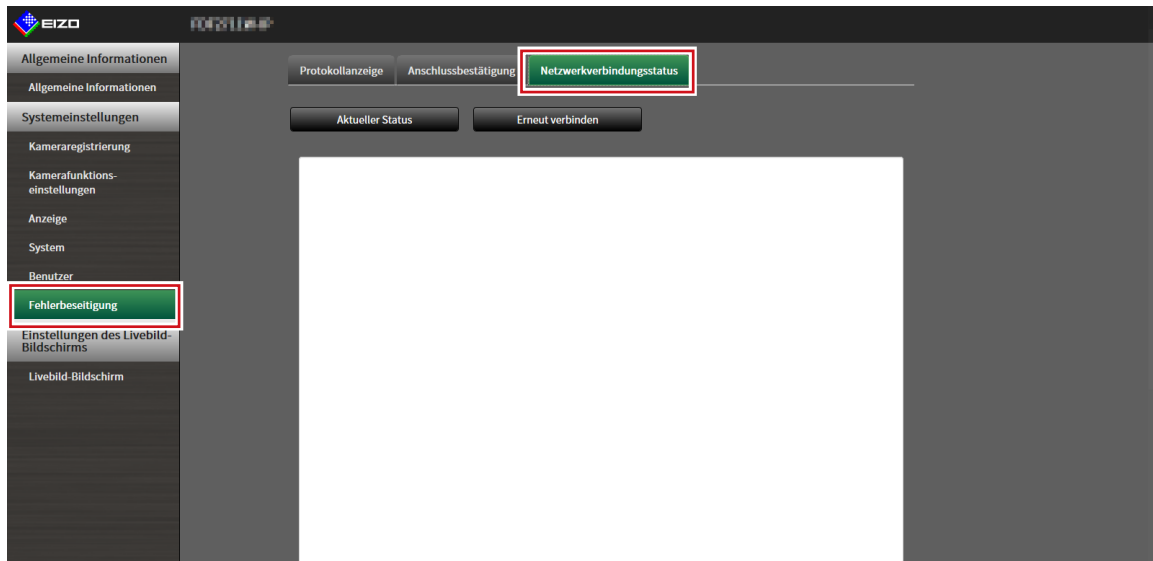 EIZO
Allgemeine Informationen
Allgemeine Informationen
Systemeinstellungen
Kameraregistrierung
Kamerafunktions-
einstellungen
Anzeige
System
Benutzer
Fehlerbeseitigung
Einstellungen des Livebild-
Bildschirms
Livebild-Bildschirm
Protokollanzeige Anschlussbestätigung Netzwerkverbindungsstatus
Aktueller Status Erneut verbinden